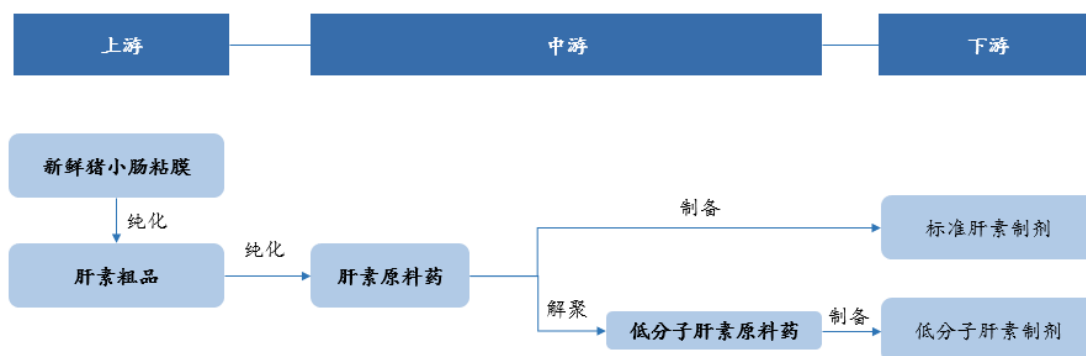 上游
中游
下游
新鲜猪小肠粘膜
纯化
制备
标准肝素制剂
肝素粗品
纯化
肝素原料药
解聚
低分子肝素原料药
制备
低分子肝素制剂